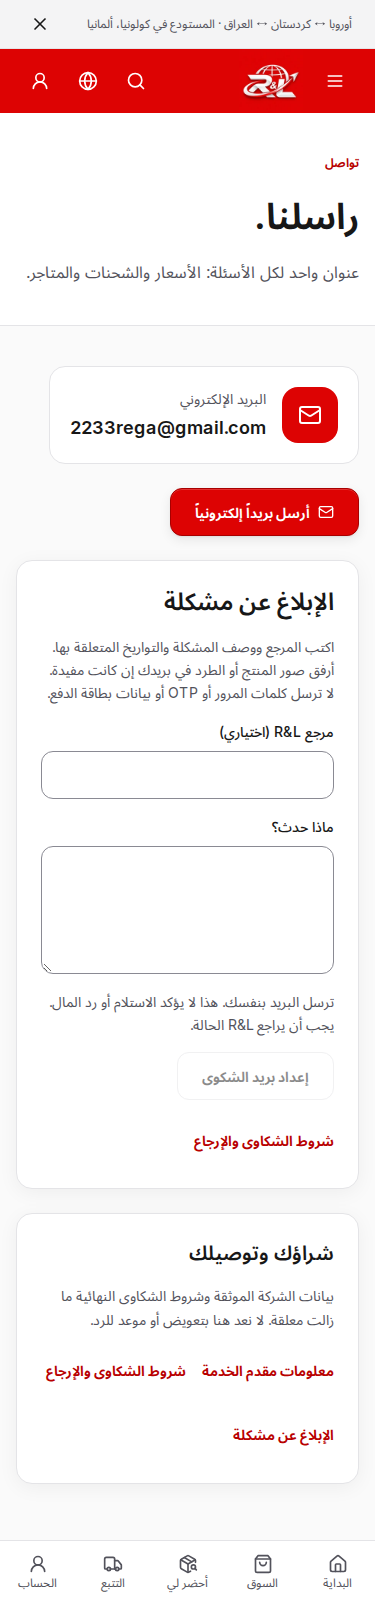 أوروبا ↔ كردستان ↔ العراق · المستودع في كولونيا، ألمانيا
R&L
تواصل
راسلنا.
عنوان واحد لكل الأسئلة: الأسعار والشحنات والمتاجر.
البريد الإلكتروني
2233rega@gmail.com
أرسل بريداً إلكترونياً
الإبلاغ عن مشكلة
اكتب المرجع ووصف المشكلة والتواريخ المتعلقة بها.
أرفق صور المنتج أو الطرد في بريدك إن كانت مفيدة.
لا ترسل كلمات المرور أو OTP أو بيانات بطاقة الدفع.
مرجع R&L (اختياري)
ماذا حدث؟
ترسل البريد بنفسك. هذا لا يؤكد الاستلام أو رد المال.
يجب أن يراجع R&L الحالة.
إعداد بريد الشكوى
شروط الشكاوى والإرجاع
شراؤك وتوصيلك
بيانات الشركة الموثقة وشروط الشكاوى النهائية ما
زالت معلقة. لا نعد هنا بتعويض أو موعد للرد.
معلومات مقدم الخدمة
شروط الشكاوى والإرجاع
الإبلاغ عن مشكلة
البداية
السوق
أحضر لي
التتبع
الحساب